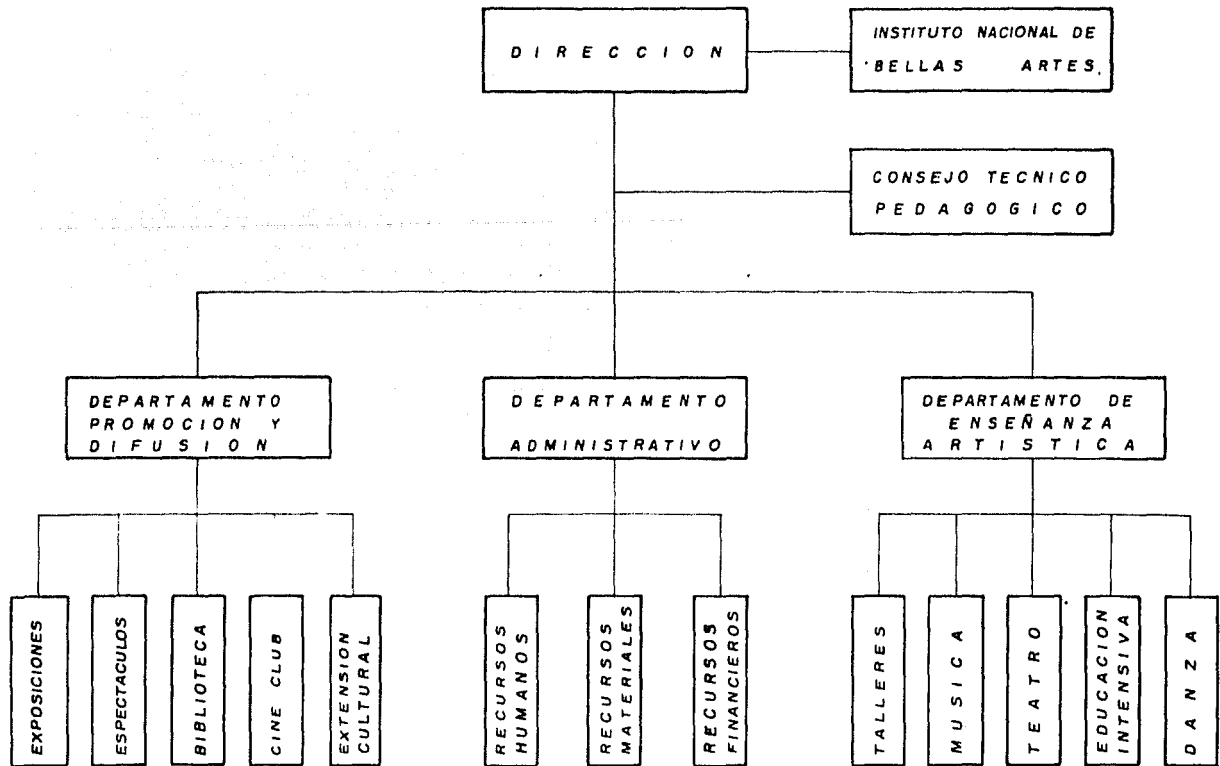 DIRECCION
INSTITUTO NACIONAL DE
BELLAS ARTES
CONSEJO TECNICO
PEDAGOGICO
DEPARTAMENTO
PROMOCION Y
DIFUSION
DEPARTAMENTO
ADMINISTRATIVO
DEPARTAMENTO DE
ENSEÑANZA
ARTISTICA
EXPOSICIONES
ESPECTACULOS
BIBLIOTECA
CINE CLUB
EXTENSION
CULTURAL
RECURSOS
HUMANOS
RECURSOS
MATERIALES
RECURSOS
FINANCIEROS
TALLERES
MUSICA
TEATRO
EDUCACION
INTENSIVA
DANZA